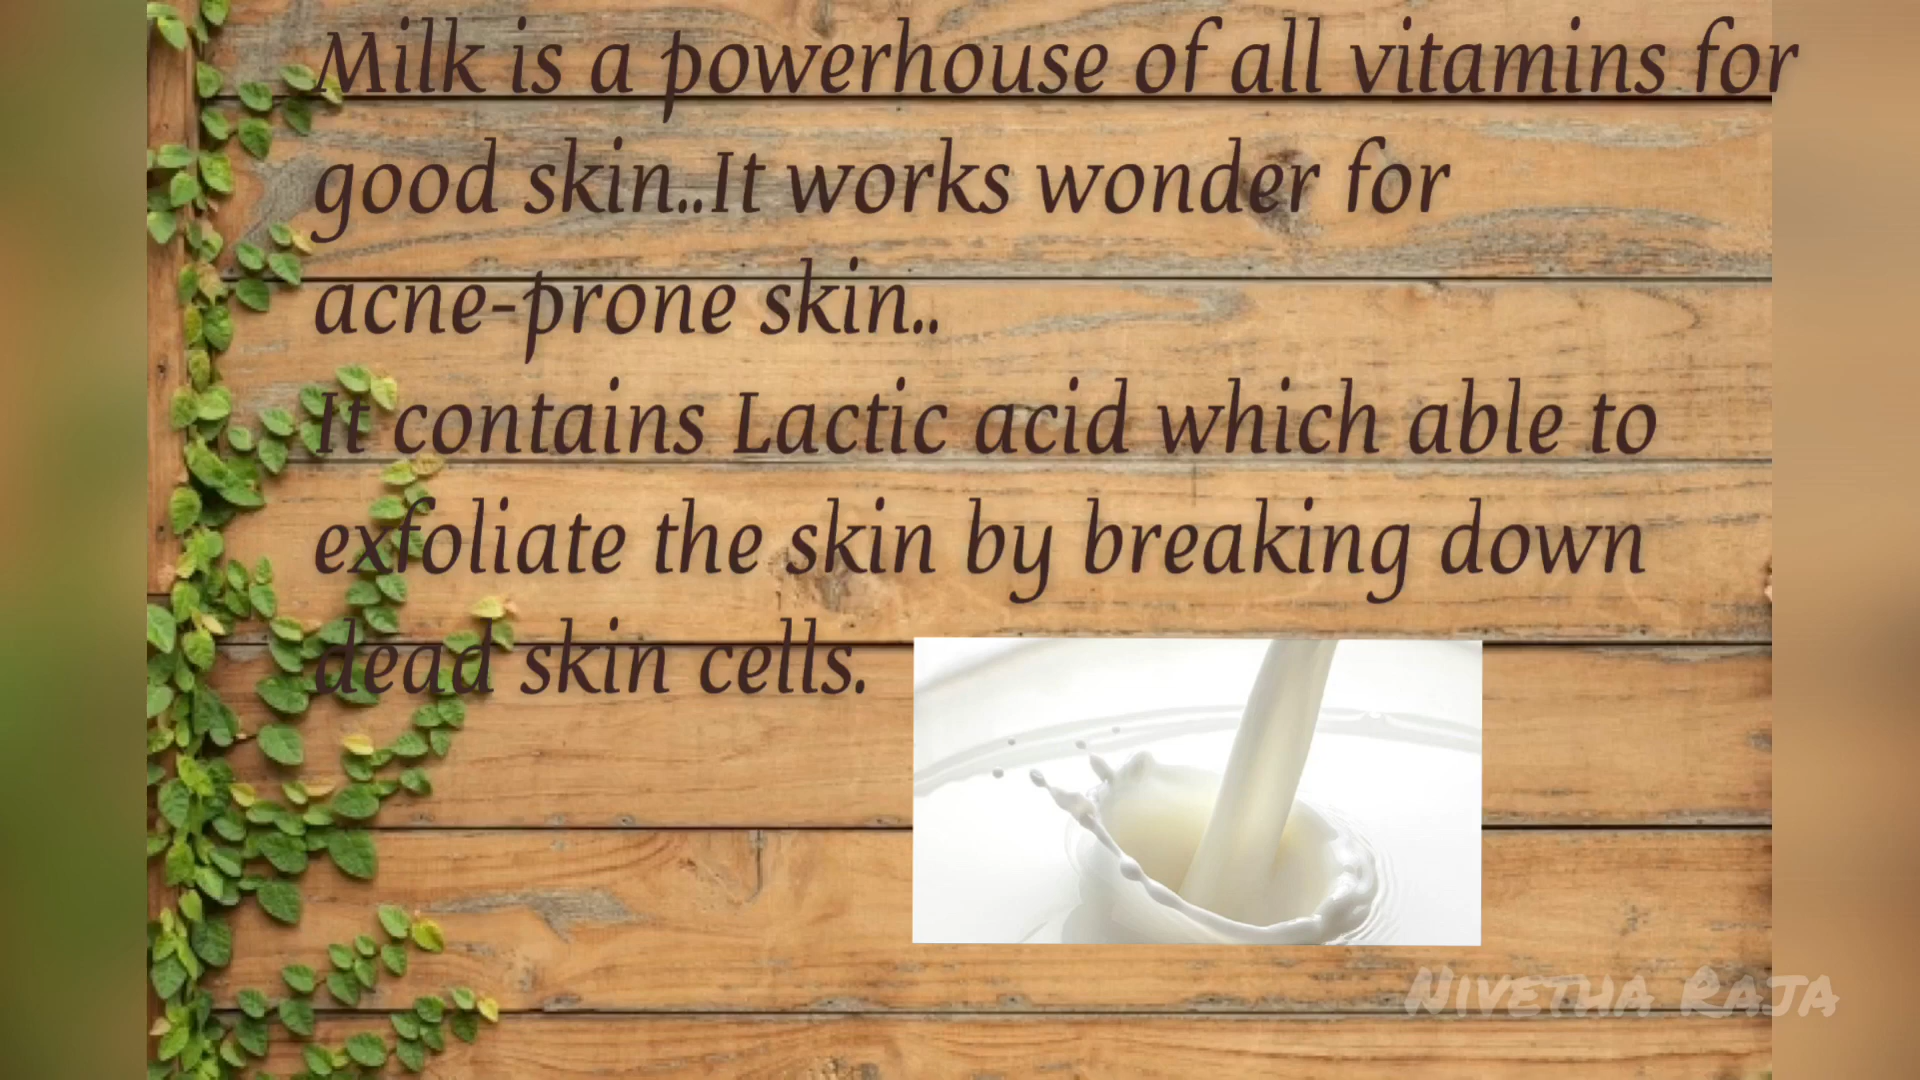 Milk is a powerhouse of all vitamins for
good skin..It works wonder for
acne-prone skin..
It contains Lactic acid which able to
exfoliate the skin by breaking down
dead skin cells.
Nivetha Raja